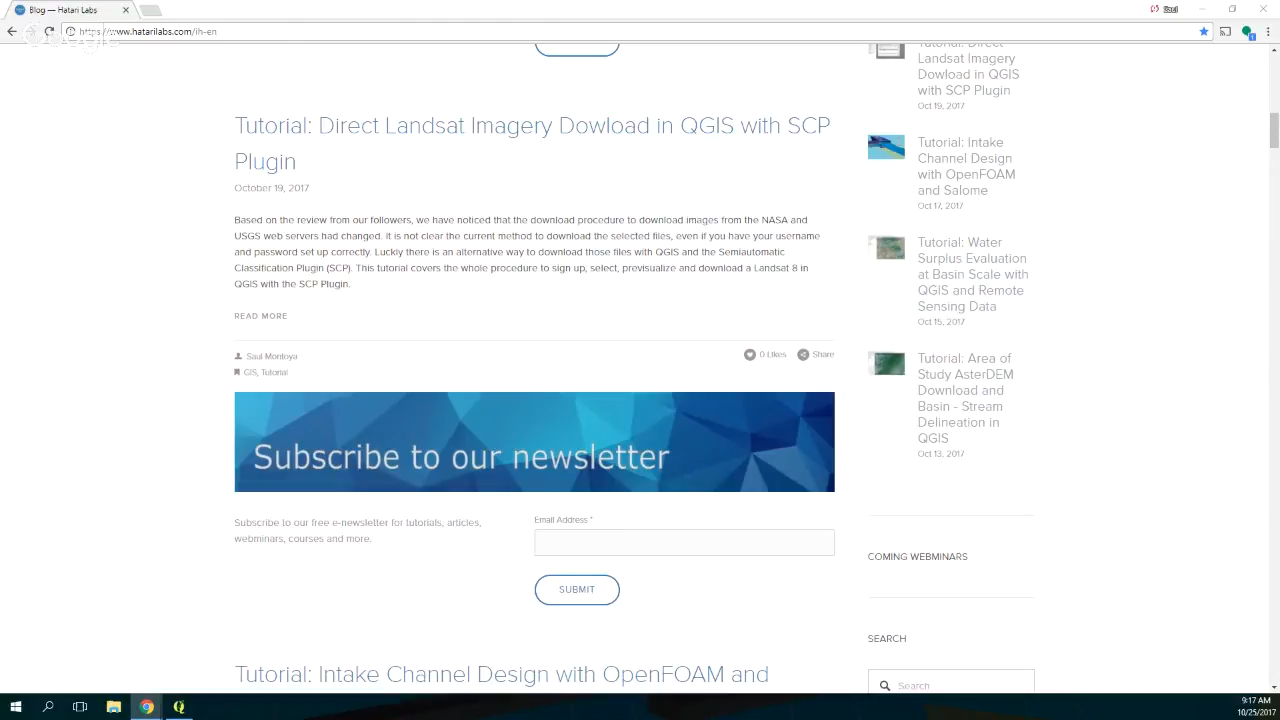 Blog — Hatari Labs
Saul
https://www.hatarilabs.com/ih-en
Tutorial: Direct Landsat Imagery Dowload in QGIS with SCP
Plugin
October 19, 2017
Based on the review from our followers, we have noticed that the download procedure to download images from the NASA and
USGS web servers had changed. It is not clear the current method to download the selected files, even if you have your username
and password set up correctly. Luckly there is an alternative way to download those files with QGIS and the Semiautomatic
Classification Plugin (SCP). This tutorial covers the whole procedure to sign up, select, previsualize and download a Landsat 8 in
QGIS with the SCP Plugin.
READ MORE
Saul Montoya
0 Likes
Share
GIS, Tutorial
Subscribe to our newsletter
Subscribe to our free e-newsletter for tutorials, articles,
webminars, courses and more.
Email Address *
SUBMIT
Tutorial: Intake Channel Design with OpenFOAM and
Tutorial: Direct
Landsat Imagery
Dowload in QGIS
with SCP Plugin
Oct 19, 2017
Tutorial: Intake
Channel Design
with OpenFOAM
and Salome
Oct 17, 2017
Tutorial: Water
Surplus Evaluation
at Basin Scale with
QGIS and Remote
Sensing Data
Oct 15, 2017
Tutorial: Area of
Study AsterDEM
Download and
Basin - Stream
Delineation in
QGIS
Oct 13, 2017
COMING WEBMINARS
SEARCH
Search
9:17 AM
10/25/2017